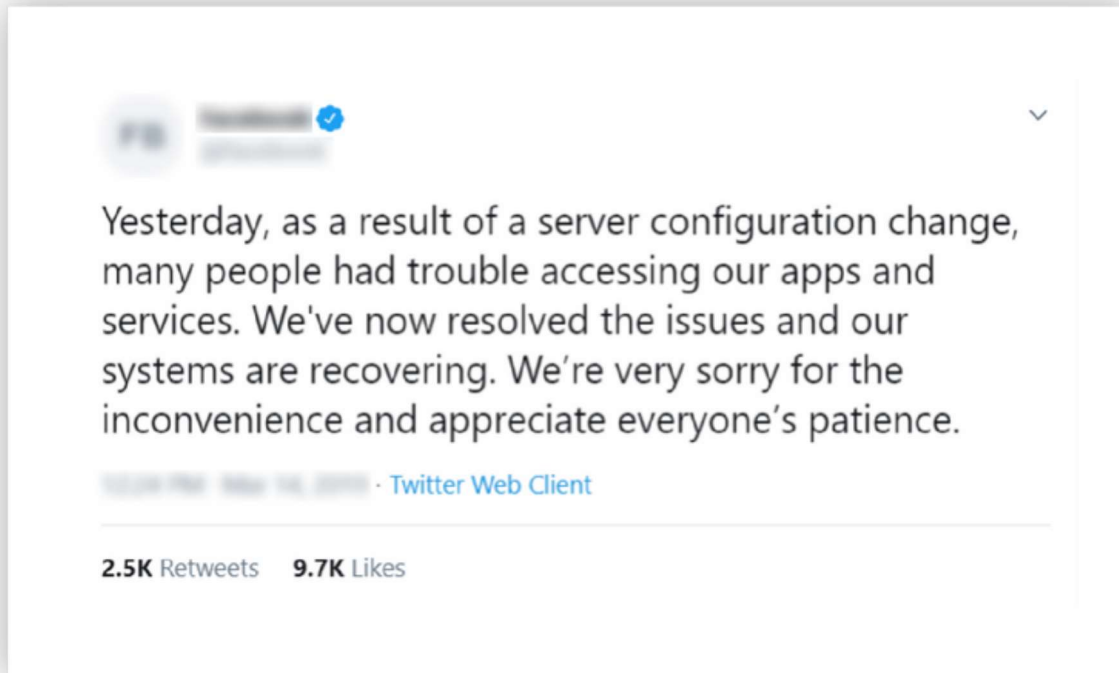 Yesterday, as a result of a server configuration change,
many people had trouble accessing our apps and
services. We've now resolved the issues and our
systems are recovering. We’re very sorry for the
inconvenience and appreciate everyone’s patience.
· Twitter Web Client
2.5K Retweets 9.7K Likes